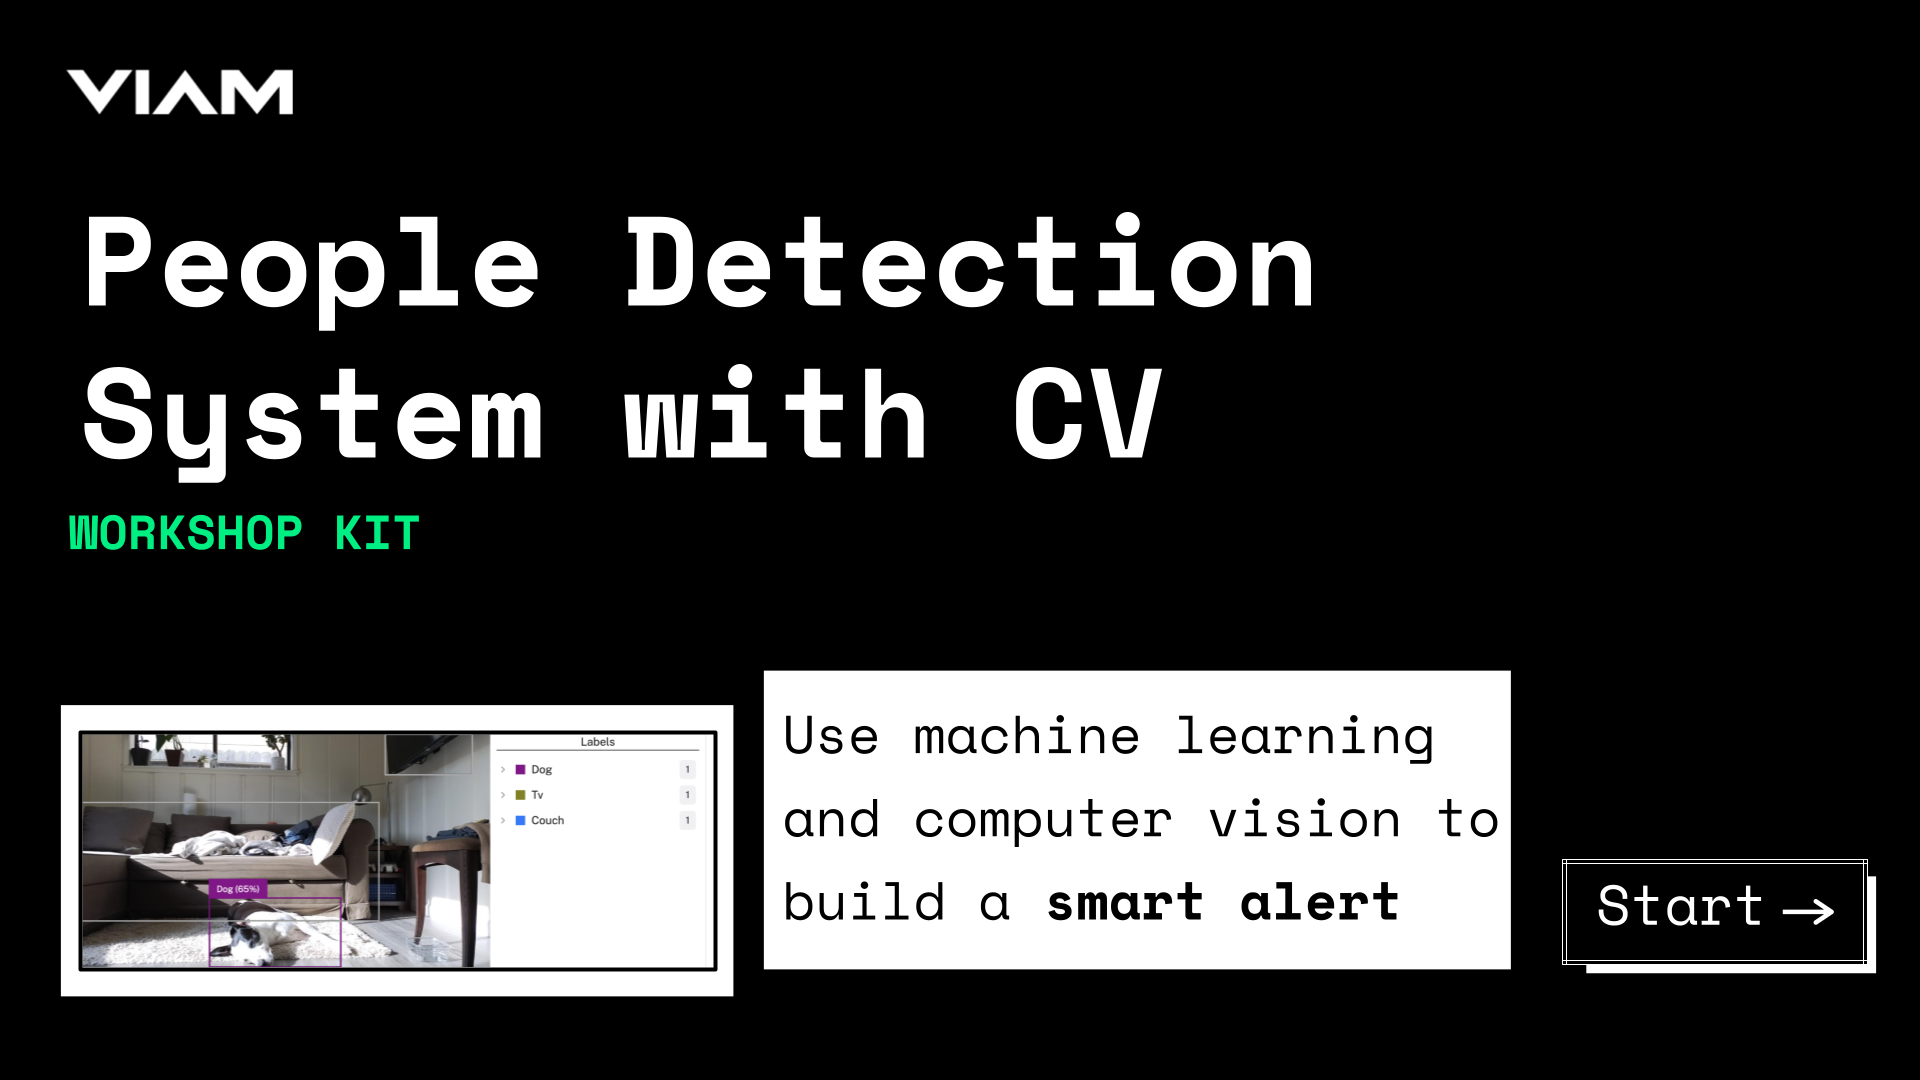 VIAM
People Detection
System with CV
WORKSHOP KIT
Labels
Dog 1
Tv 1
Couch 1
Dog (65%)
Use machine learning
and computer vision to
build a smart alert
Start →